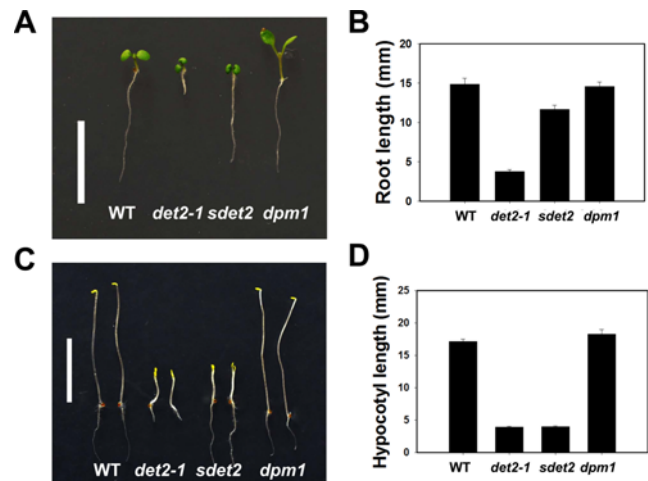 A
WT det2-1 sdet2 dpm1
B
Root length (mm)
20
15
10
5
0
WT det2-1 sdet2 dpm1
C
WT det2-1 sdet2 dpm1
D
Hypocotyl length (mm)
25
20
15
10
5
0
WT det2-1 sdet2 dpm1